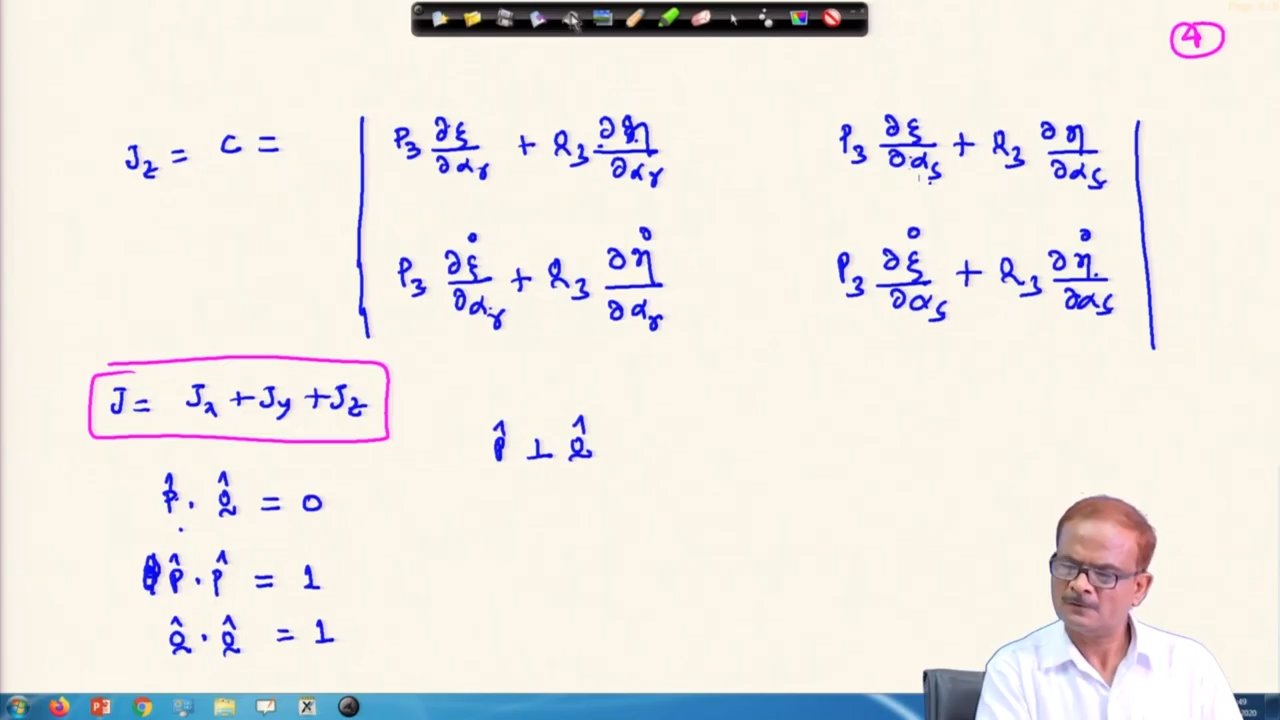 4
J_z = C = | P_3 ∂ξ/∂α_r + Q_3 ∂η/∂α_r    P_3 ∂ξ/∂α_s + Q_3 ∂η/∂α_s |
| P_3 ∂ξ̇/∂α_r + Q_3 ∂η̇/∂α_r    P_3 ∂ξ̇/∂α_s + Q_3 ∂η̇/∂α_s |
J = J_x + J_y + J_z
P̂ ⊥ Q̂
P̂ · Q̂ = 0
P̂ · P̂ = 1
Q̂ · Q̂ = 1
2020